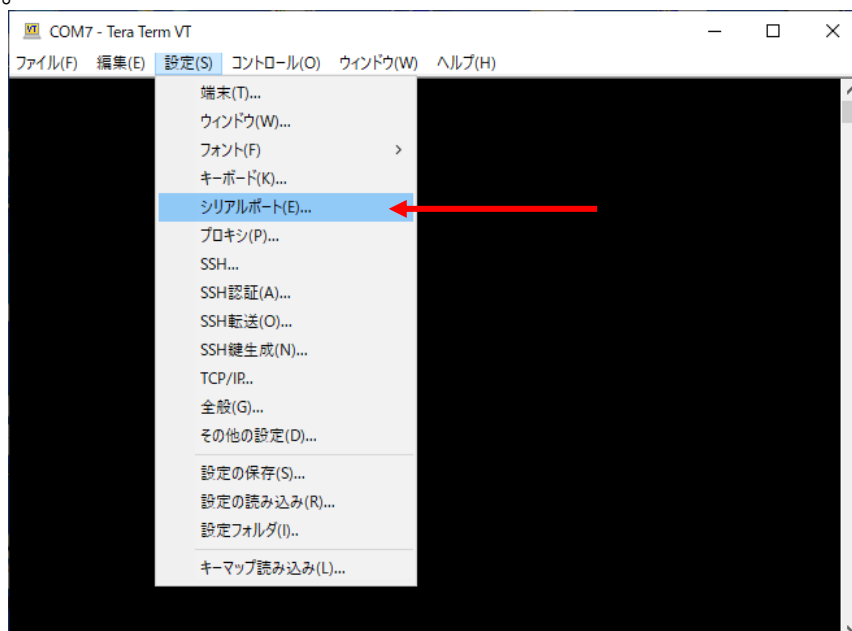 。
COM7 - Tera Term VT
ファイル(F) 編集(E) 設定(S) コントロール(O) ウィンドウ(W) ヘルプ(H)
端末(T)...
ウィンドウ(W)...
フォント(F)
キーボード(K)...
シリアルポート(E)...
プロキシ(P)...
SSH...
SSH認証(A)...
SSH転送(O)...
SSH鍵生成(N)...
TCP/IP...
全般(G)...
その他の設定(D)...
設定の保存(S)...
設定の読み込み(R)...
設定フォルダ(I)..
キーマップ読み込み(L)...